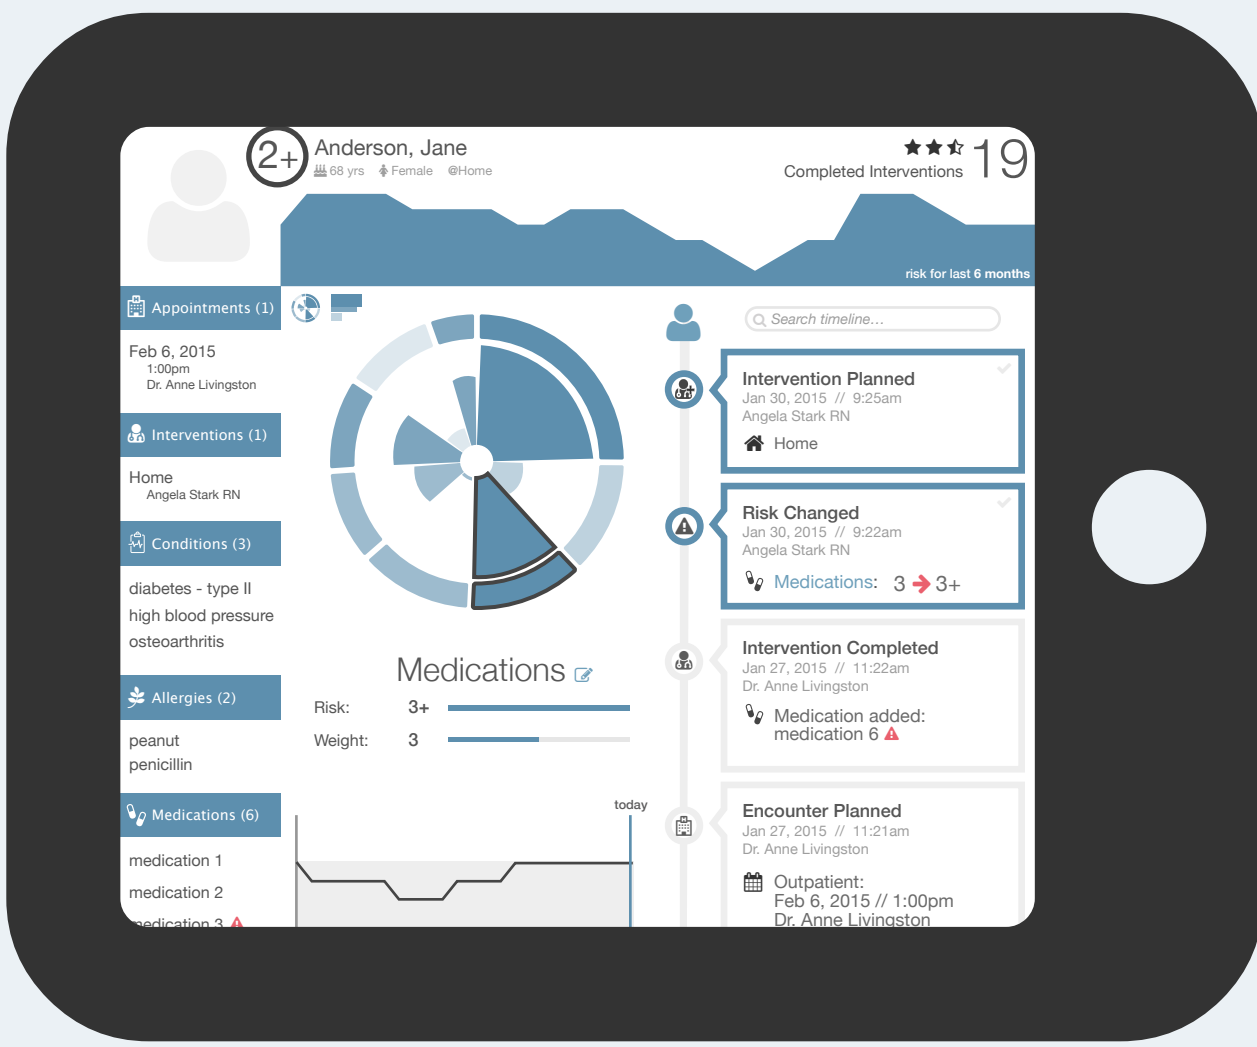 2+
Anderson, Jane
68 yrs Female @Home
Completed Interventions
19
risk for last 6 months
Appointments (1)
Feb 6, 2015
1:00pm
Dr. Anne Livingston
Interventions (1)
Home
Angela Stark RN
Conditions (3)
diabetes - type II
high blood pressure
osteoarthritis
Allergies (2)
peanut
penicillin
Medications (6)
medication 1
medication 2
medication 3
Medications
Risk: 3+
Weight: 3
today
Search timeline...
Intervention Planned
Jan 30, 2015 // 9:25am
Angela Stark RN
Home
Risk Changed
Jan 30, 2015 // 9:22am
Angela Stark RN
Medications: 3 3+
Intervention Completed
Jan 27, 2015 // 11:22am
Dr. Anne Livingston
Medication added:
medication 6
Encounter Planned
Jan 27, 2015 // 11:21am
Dr. Anne Livingston
Outpatient:
Feb 6, 2015 // 1:00pm
Dr. Anne Livingston